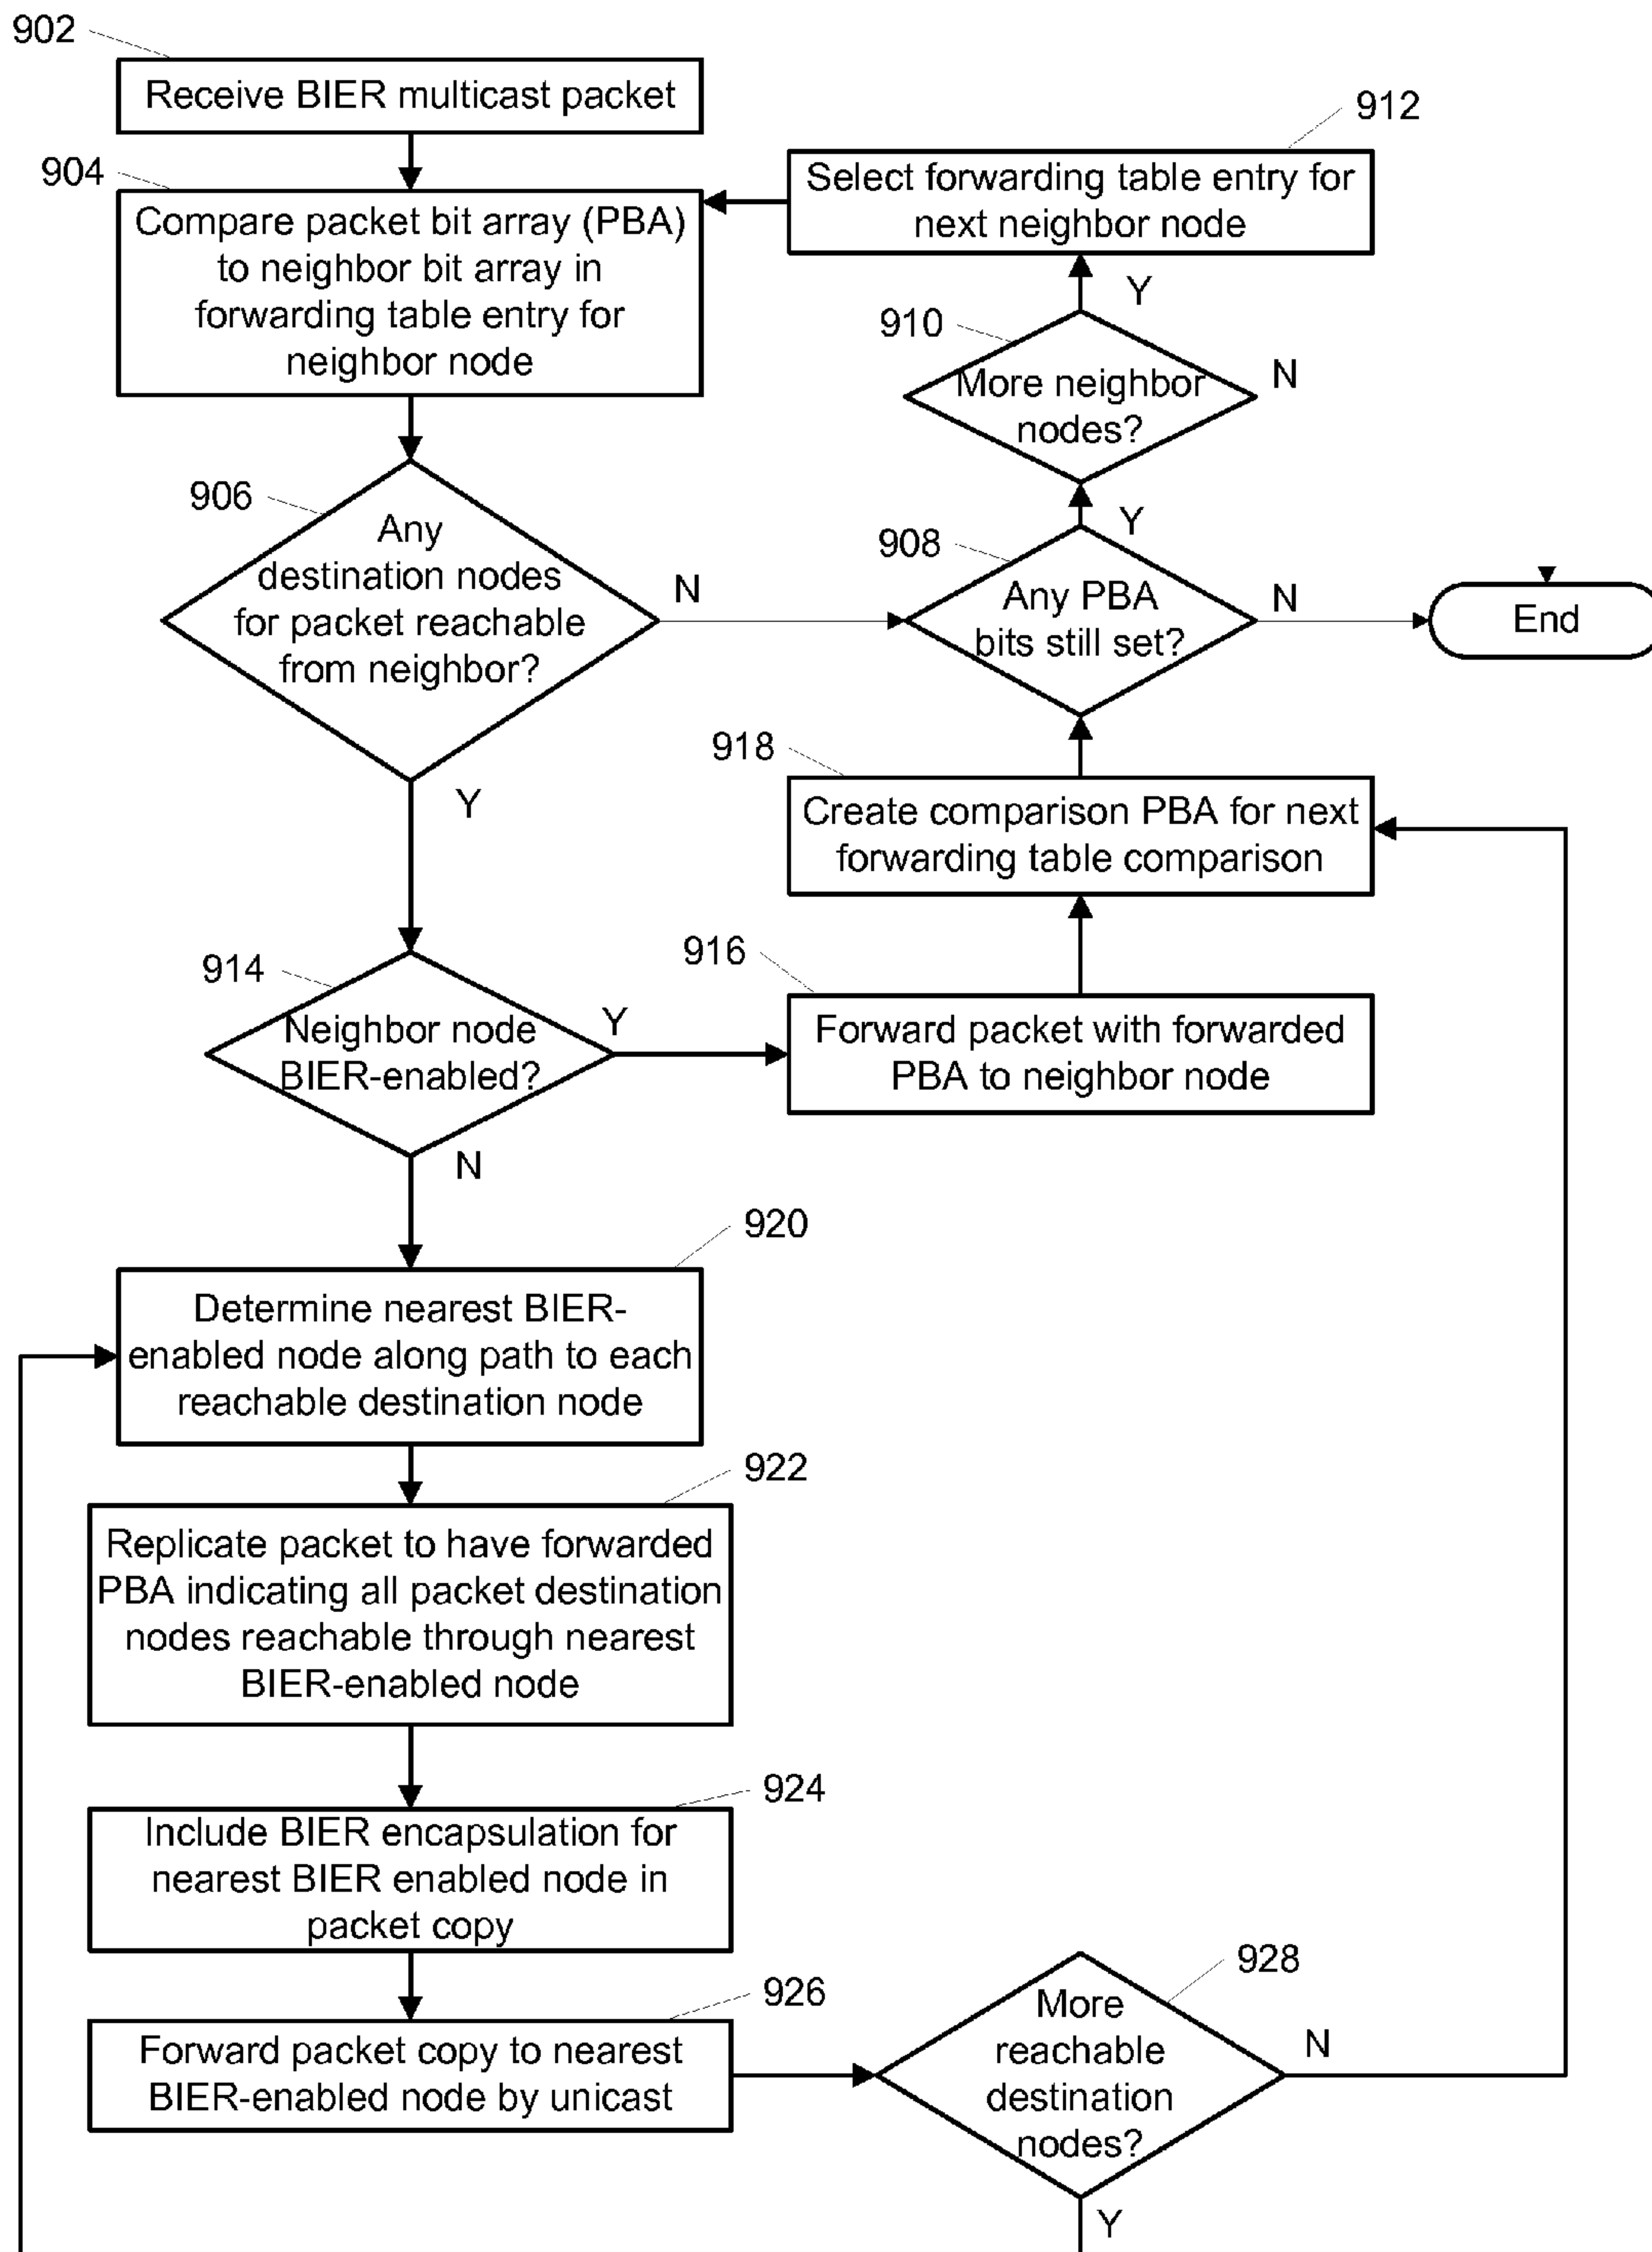 902
Receive BIER multicast packet
904
Compare packet bit array (PBA)
to neighbor bit array in
forwarding table entry for
neighbor node
912
Select forwarding table entry for
next neighbor node
Y
910
More neighbor
nodes?
N
906
Any
destination nodes
for packet reachable
from neighbor?
N
Y
Y
908
Any PBA
bits still set?
N
End
918
Create comparison PBA for next
forwarding table comparison
914
Neighbor node
BIER-enabled?
Y
N
916
Forward packet with forwarded
PBA to neighbor node
920
Determine nearest BIER-
enabled node along path to each
reachable destination node
922
Replicate packet to have forwarded
PBA indicating all packet destination
nodes reachable through nearest
BIER-enabled node
924
Include BIER encapsulation for
nearest BIER enabled node in
packet copy
926
Forward packet copy to nearest
BIER-enabled node by unicast
928
More
reachable
destination
nodes?
N
Y